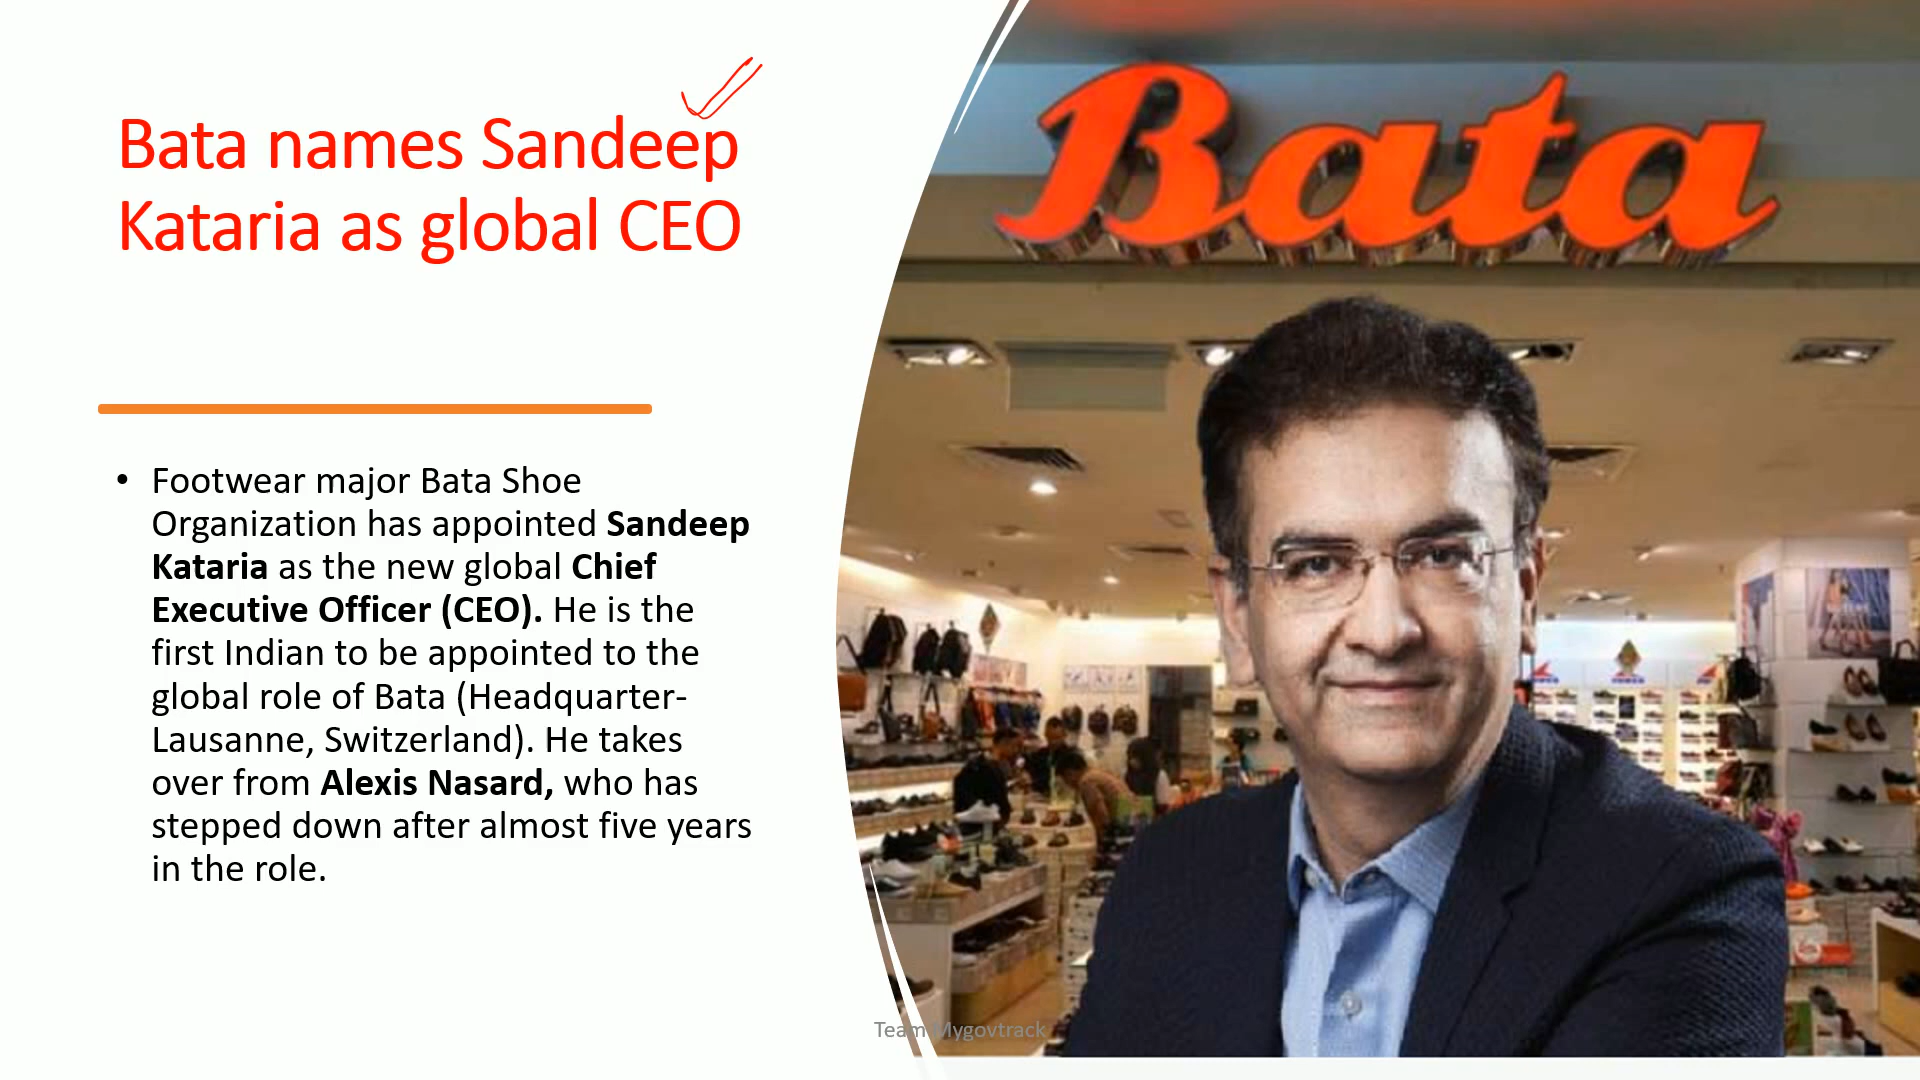 Bata names Sandeep
Kataria as global CEO
• Footwear major Bata Shoe
Organization has appointed Sandeep
Kataria as the new global Chief
Executive Officer (CEO). He is the
first Indian to be appointed to the
global role of Bata (Headquarter-
Lausanne, Switzerland). He takes
over from Alexis Nasard, who has
stepped down after almost five years
in the role.
Bata
Team Mygovtrack